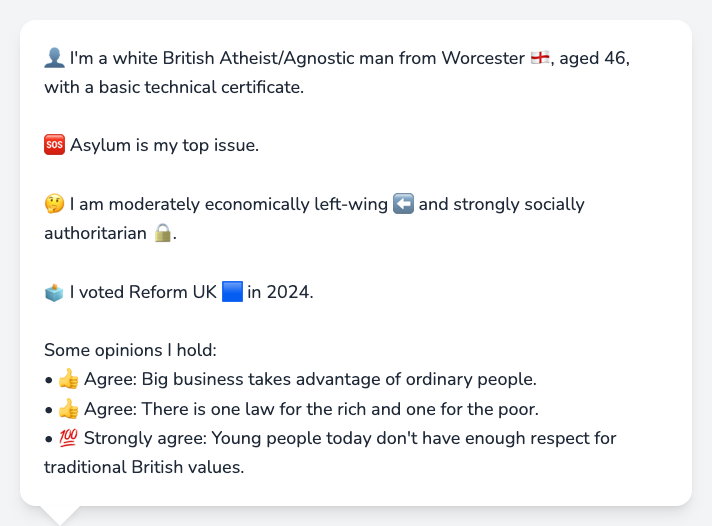 👤 I'm a white British Atheist/Agnostic man from Worcester 🏴󠁧󠁢󠁥󠁮󠁧󠁿, aged 46,
with a basic technical certificate.
🆘 Asylum is my top issue.
🤔 I am moderately economically left-wing ⬅️ and strongly socially
authoritarian 🔒.
🗳️ I voted Reform UK 🟦 in 2024.
Some opinions I hold:
• 👍 Agree: Big business takes advantage of ordinary people.
• 👍 Agree: There is one law for the rich and one for the poor.
• 💯 Strongly agree: Young people today don't have enough respect for
traditional British values.